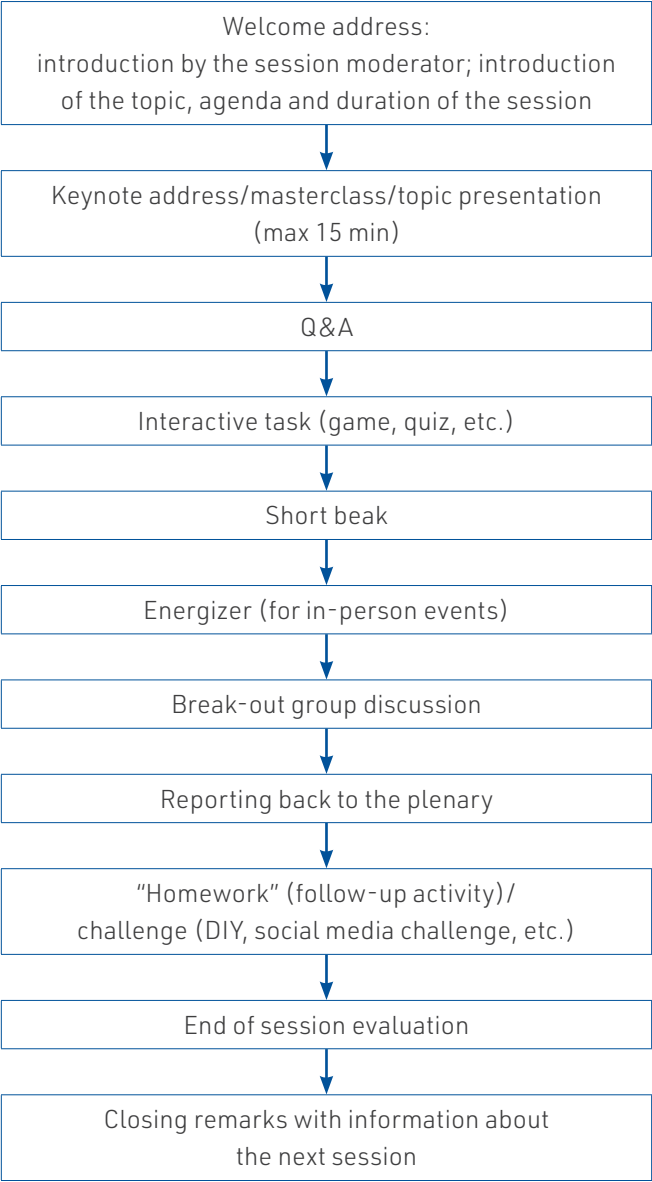 Welcome address:
introduction by the session moderator; introduction
of the topic, agenda and duration of the session
Keynote address/masterclass/topic presentation
(max 15 min)
Q&A
Interactive task (game, quiz, etc.)
Short beak
Energizer (for in-person events)
Break-out group discussion
Reporting back to the plenary
“Homework” (follow-up activity)/
challenge (DIY, social media challenge, etc.)
End of session evaluation
Closing remarks with information about
the next session